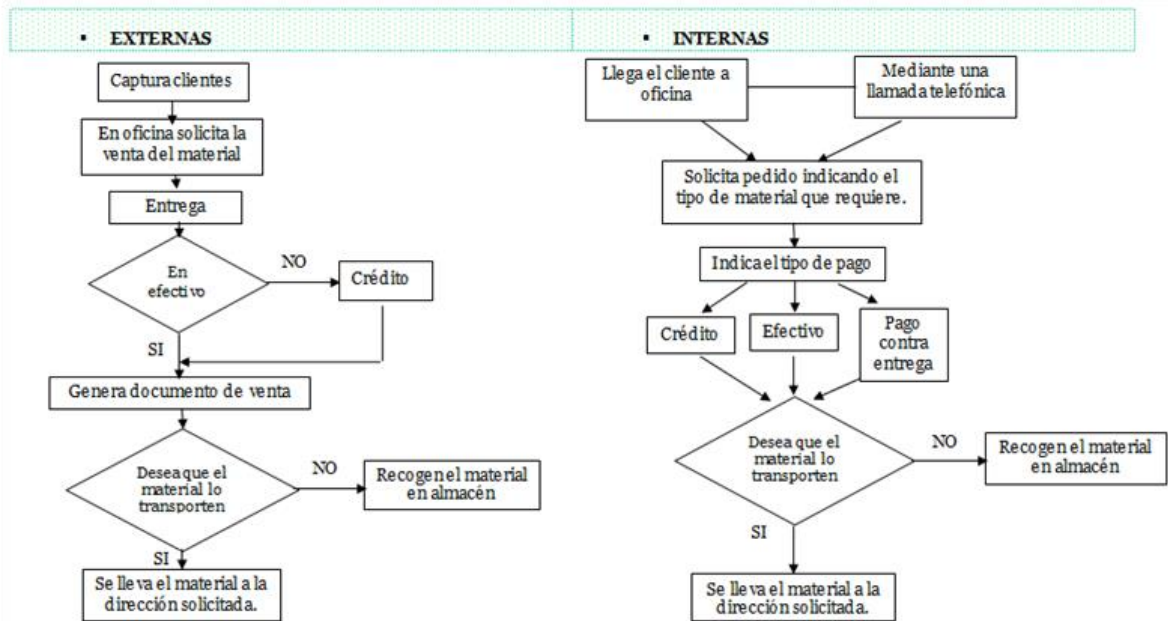 ▪ EXTERNAS
Captura clientes
En oficina solicita la
venta del material
Entrega
En
efectivo
NO
Crédito
SI
Genera documento de venta
Desea que el
material lo
transporten
NO
Recogen el material
en almacén
SI
Se lleva el material a la
dirección solicitada.
▪ INTERNAS
Llega el cliente a
oficina
Mediante una
llamada telefónica
Solicita pedido indicando el
tipo de material que requiere.
Indica el tipo de pago
Crédito
Efectivo
Pago
contra
entrega
Desea que el
material lo
transporten
NO
Recogen el material
en almacén
SI
Se lleva el material a la
dirección solicitada.